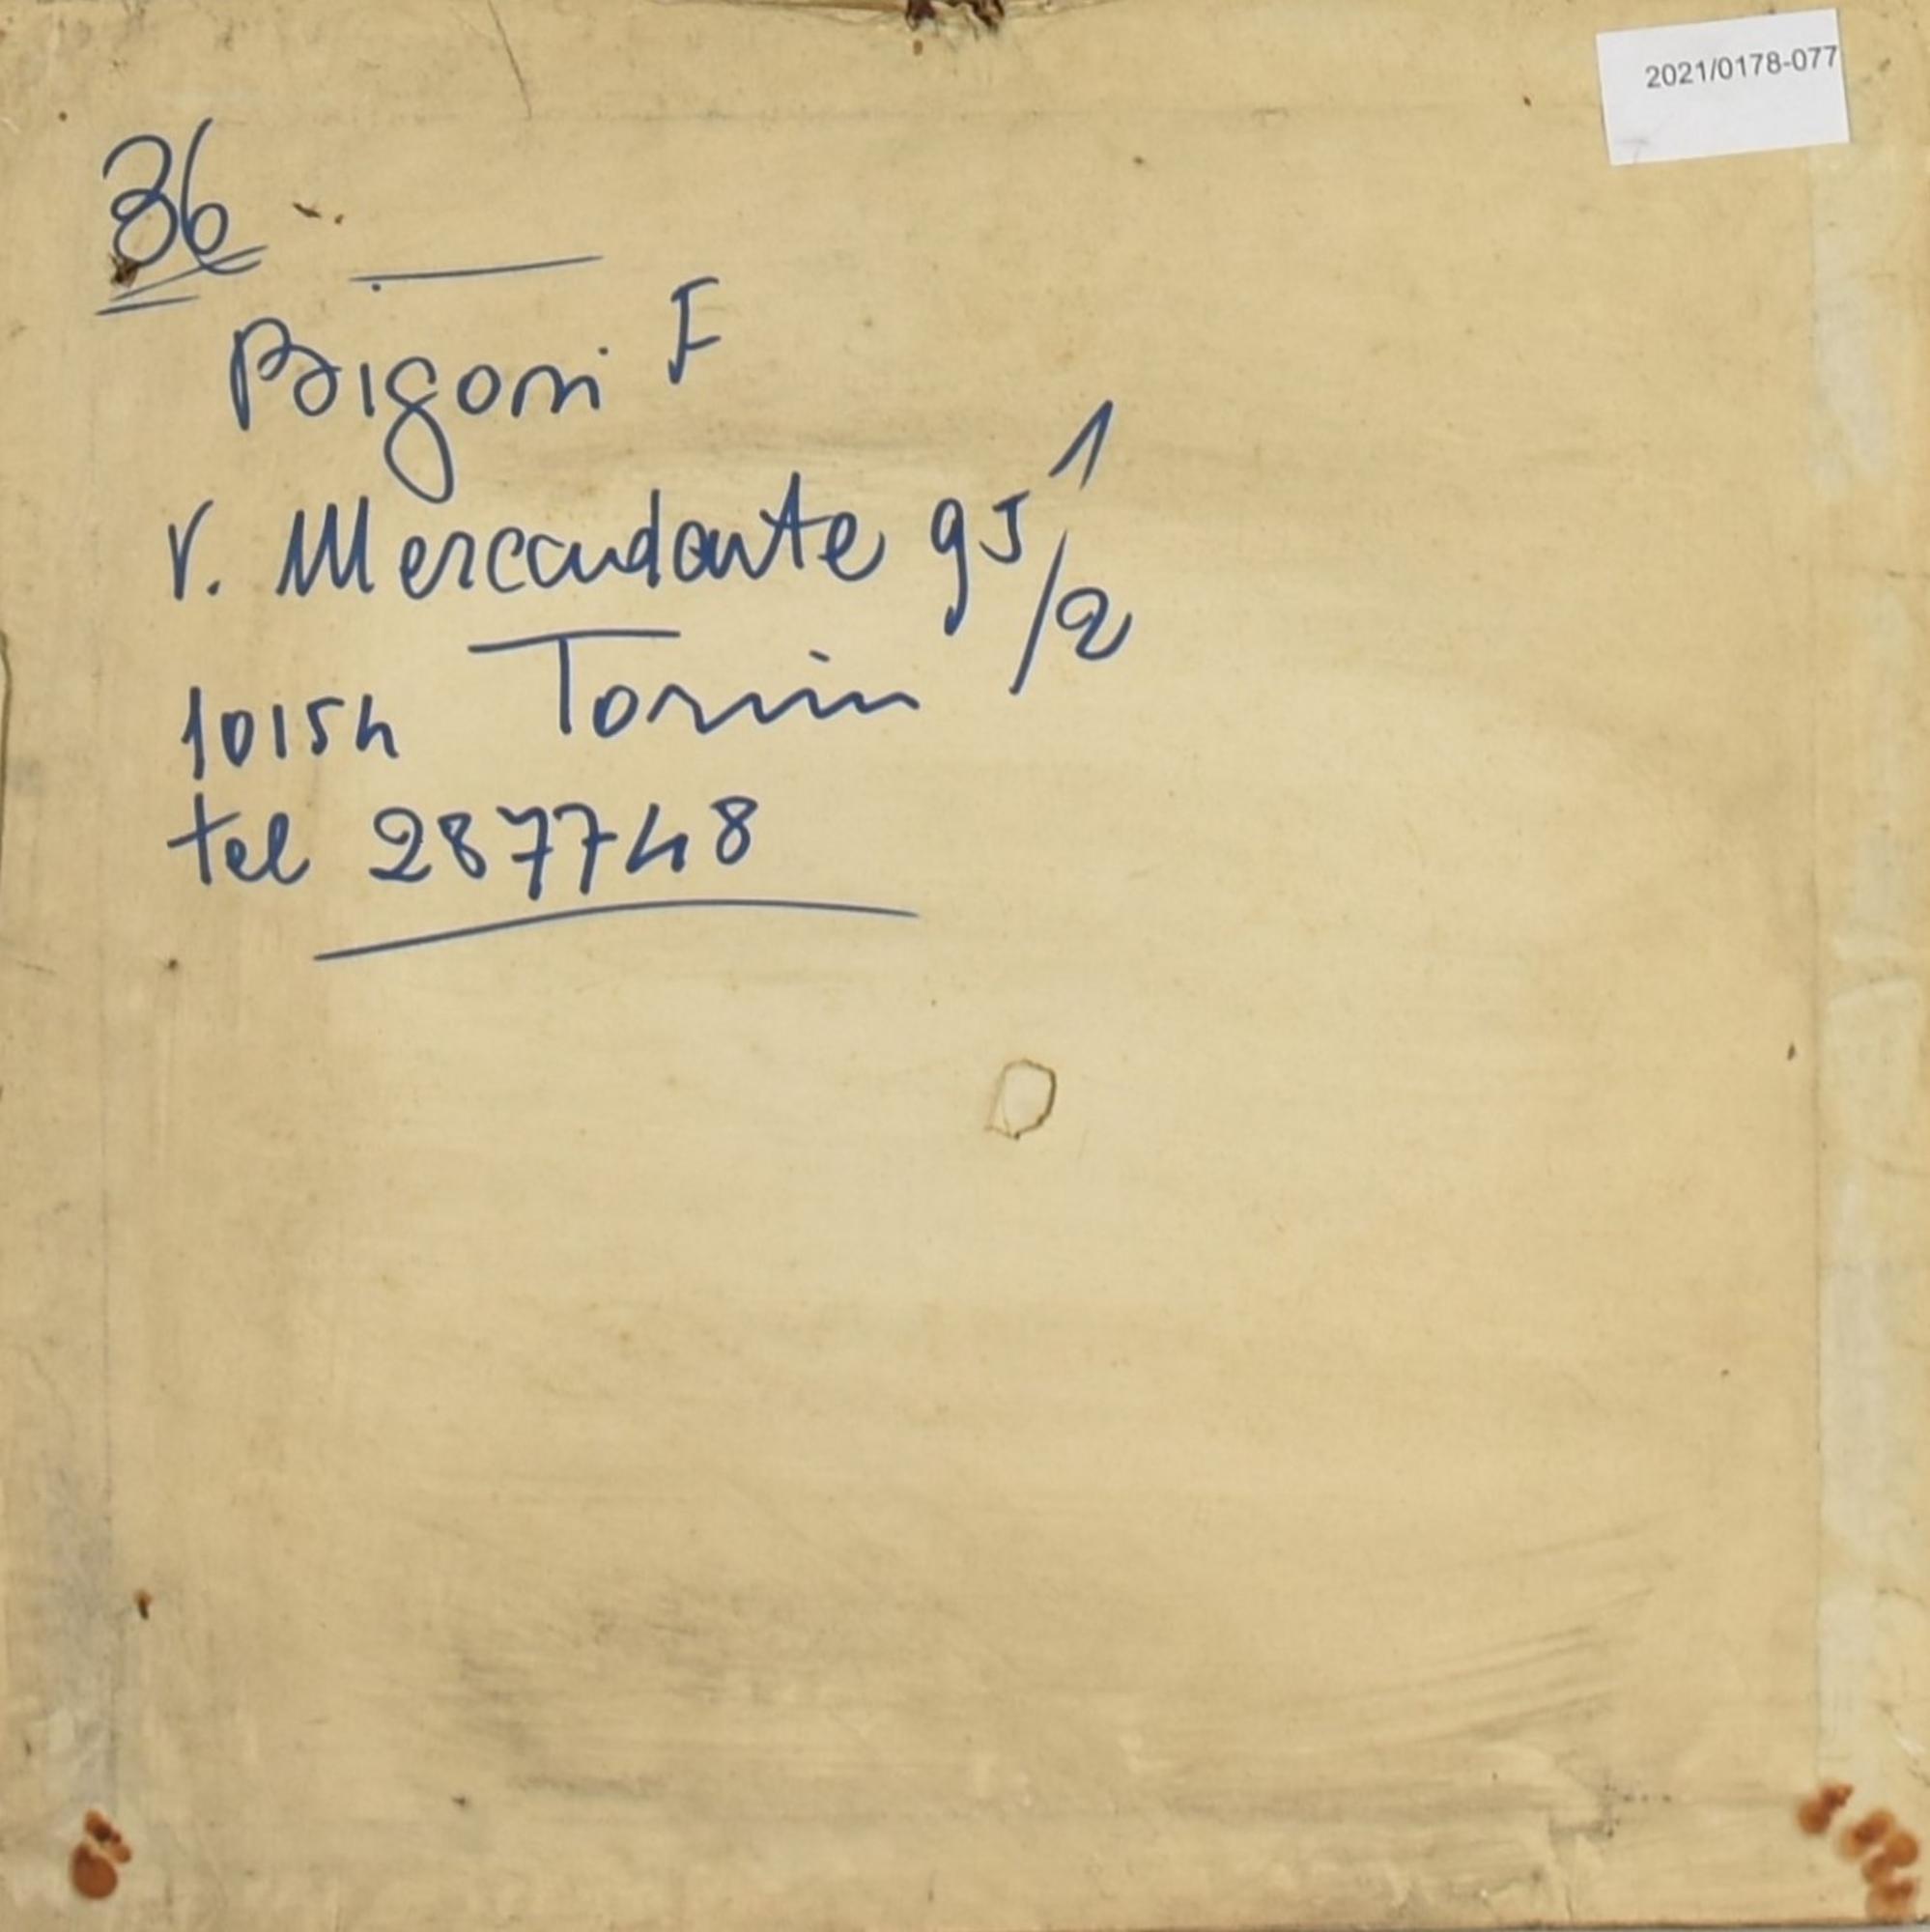 2021/0178-077
36
Bigoni F
V. Mercadante 95 1/2
10154 Torino
tel 287748